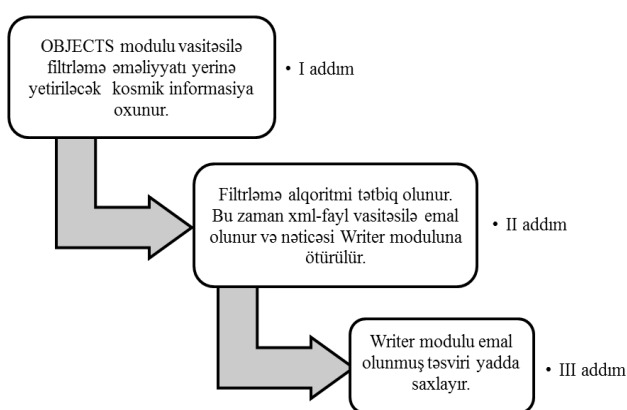 OBJECTS modulu vasitəsilə
filtrləmə əməliyyatı yerinə
yetiriləcək kosmik informasiya
oxunur.
• I addım
Filtrləmə alqoritmi tətbiq olunur.
Bu zaman xml-fayl vasitəsilə emal
olunur və nəticəsi Writer moduluna
ötürülür.
• II addım
Writer modulu emal
olunmuş təsviri yadda
saxlayır.
• III addım